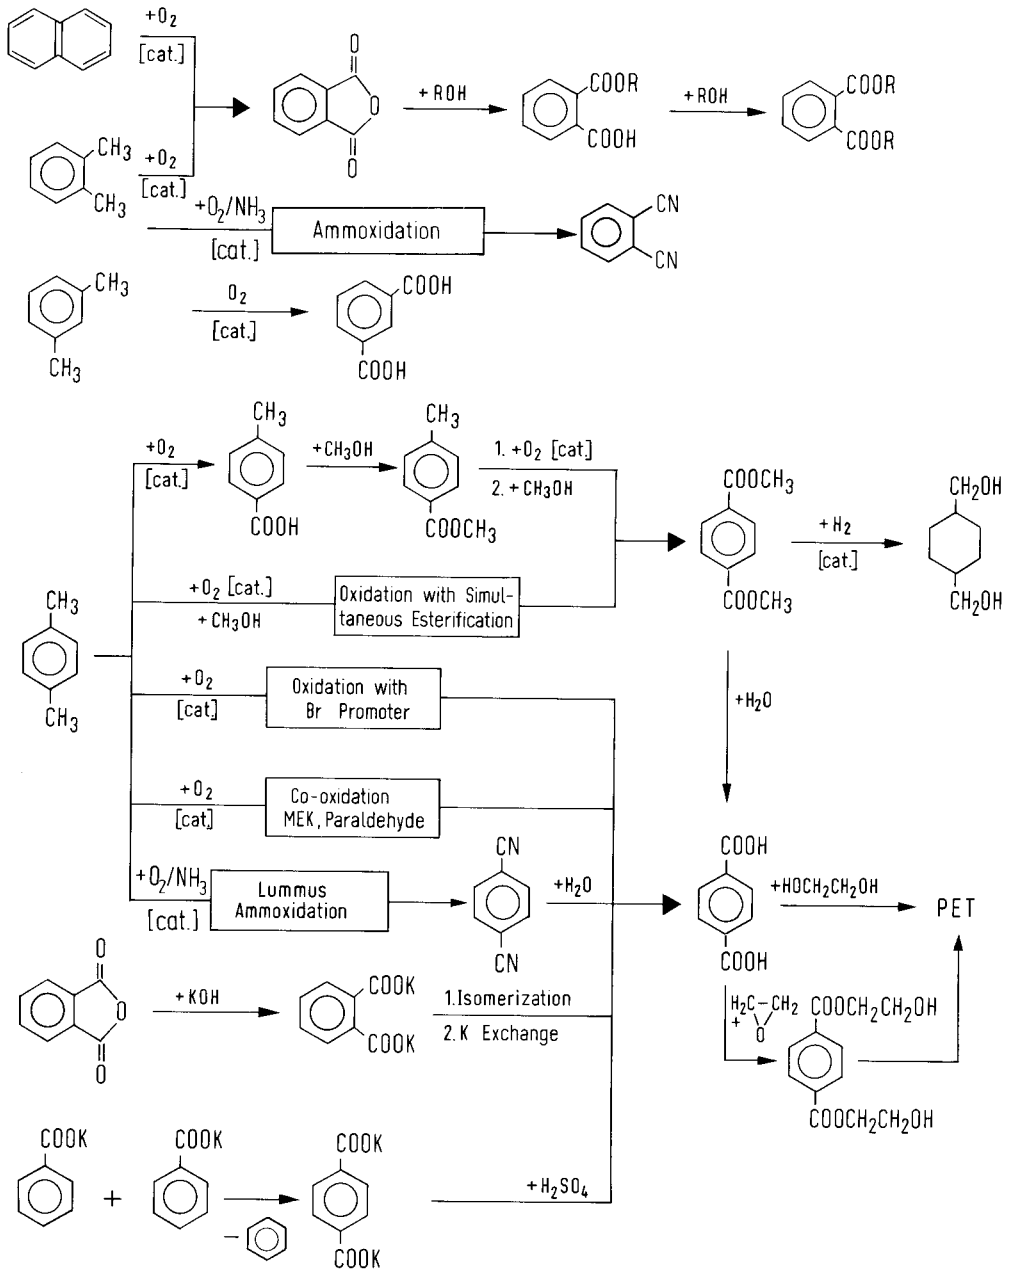 +O2
[cat.]
O
O
O
+ROH
COOR
COOH
+ROH
COOR
COOR
CH3
CH3
+O2
[cat.]
+O2/NH3
[cat.]
Ammoxidation
CN
CN
CH3
CH3
O2
[cat.]
COOH
COOH
+O2
[cat.]
CH3
COOH
+CH3OH
CH3
COOCH3
1. +O2 [cat.]
2. +CH3OH
COOCH3
COOCH3
+H2
[cat.]
CH2OH
CH2OH
CH3
CH3
+O2 [cat.]
+CH3OH
Oxidation with Simul-
taneous Esterification
+O2
[cat.]
Oxidation with
Br Promoter
+H2O
+O2
[cat.]
Co-oxidation
MEK, Paraldehyde
+O2/NH3
[cat.]
Lummus
Ammoxidation
CN
CN
+H2O
COOH
COOH
+HOCH2CH2OH
PET
O
O
O
+KOH
COOK
COOK
1.Isomerization
2. K Exchange
H2C-CH2
+
O
COOCH2CH2OH
COOCH2CH2OH
COOK
+
COOK
−
COOK
COOK
+H2SO4